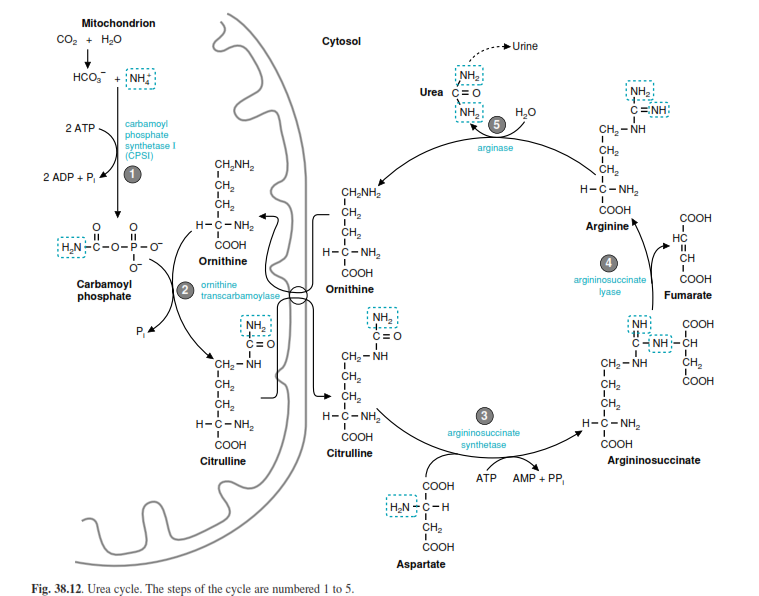 Mitochondrion
CO₂ + H₂O
HCO₃⁻ + NH₄⁺
2 ATP
carbamoyl
phosphate
synthetase I
(CPSI)
1
2 ADP + Pᵢ
O O
H₂N–C–O–P–O⁻
O⁻
Carbamoyl
phosphate
Pᵢ
CH₂NH₂
CH₂
CH₂
H–C–NH₂
COOH
Ornithine
2
ornithine
transcarbamoylase
NH₂
C=O
CH₂–NH
CH₂
CH₂
H–C–NH₂
COOH
Citrulline
Cytosol
CH₂NH₂
CH₂
CH₂
H–C–NH₂
COOH
Ornithine
NH₂
C=O
CH₂–NH
CH₂
CH₂
H–C–NH₂
COOH
Citrulline
3
argininosuccinate
synthetase
ATP AMP + PPᵢ
COOH
H₂N–C–H
CH₂
COOH
Aspartate
NH COOH
C–NH–CH
CH₂–NH CH₂
CH₂ COOH
CH₂
H–C–NH₂
COOH
Argininosuccinate
4
argininosuccinate
lyase
COOH
HC
CH
COOH
Fumarate
NH₂
C=NH
CH₂–NH
CH₂
CH₂
H–C–NH₂
COOH
Arginine
5
H₂O
arginase
Urine
NH₂
Urea C=O
NH₂
Fig. 38.12. Urea cycle. The steps of the cycle are numbered 1 to 5.